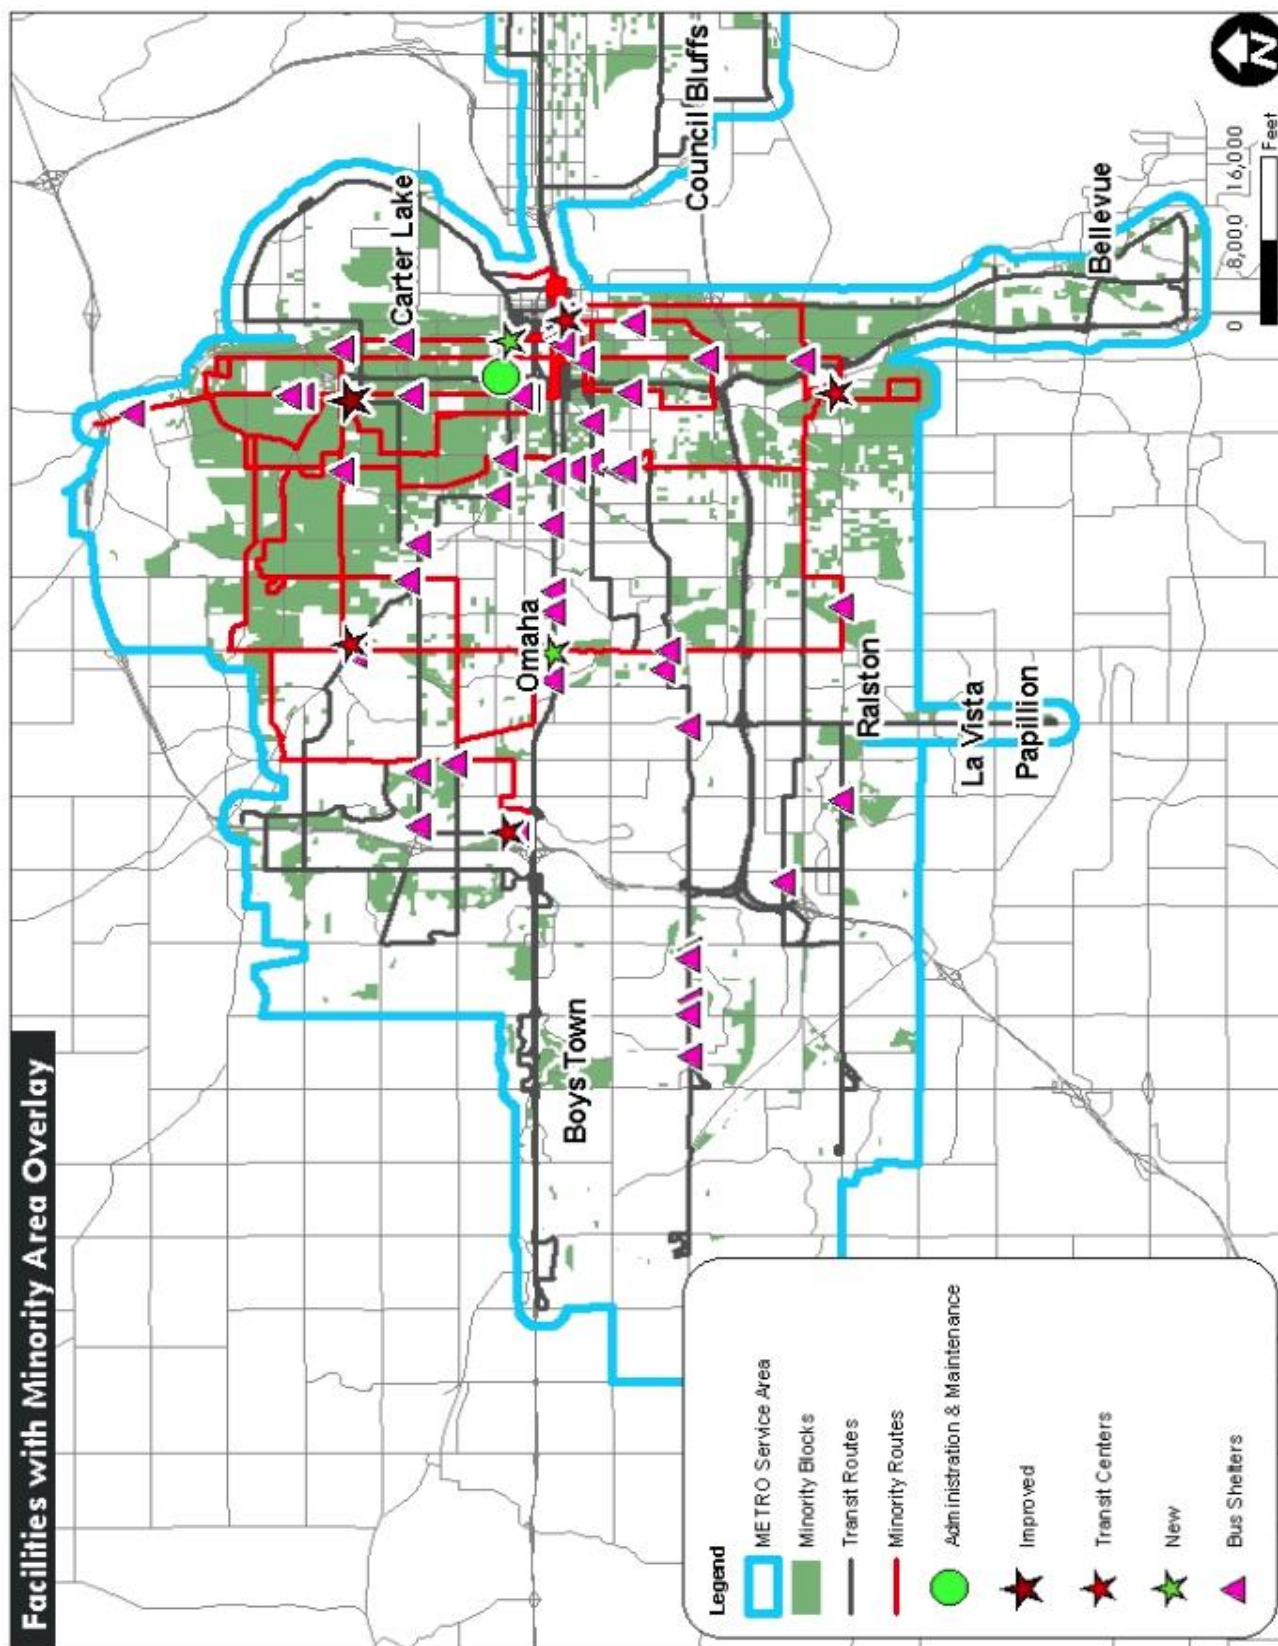 Facilities with Minority Area Overlay
Carter Lake
Council Bluffs
Omaha
Boys Town
Ralston
La Vista
Papillion
Bellevue
Legend
METRO Service Area
Minority Blocks
Transit Routes
Minority Routes
Administration & Maintenance
Improved
Transit Centers
New
Bus Shelters
N
0 8,000 16,000
Feet